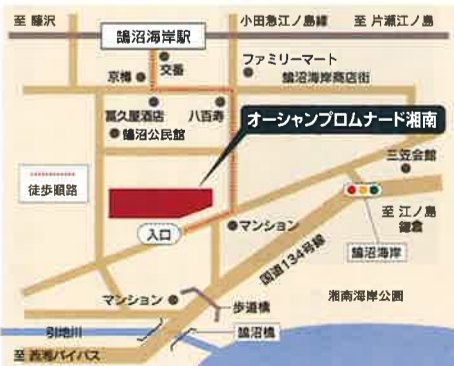 至 藤沢
小田急江ノ島線
至 片瀬江ノ島
鵠沼海岸駅
交番
京樽
ファミリーマート
鵠沼海岸商店街
冨久屋酒店
八百寿
鵠沼公民館
オーシャンプロムナード湘南
三笠会館
徒歩順路
入口
マンション
至 江ノ島
鎌倉
鵠沼海岸
国道134号線
湘南海岸公園
マンション
歩道橋
引地川
鵠沼橋
至 西湘バイパス